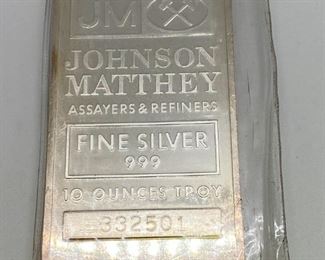 JM
JOHNSON
MATTHEY
ASSAYERS & REFINERS
FINE SILVER
999
10 OUNCES TROY
332501